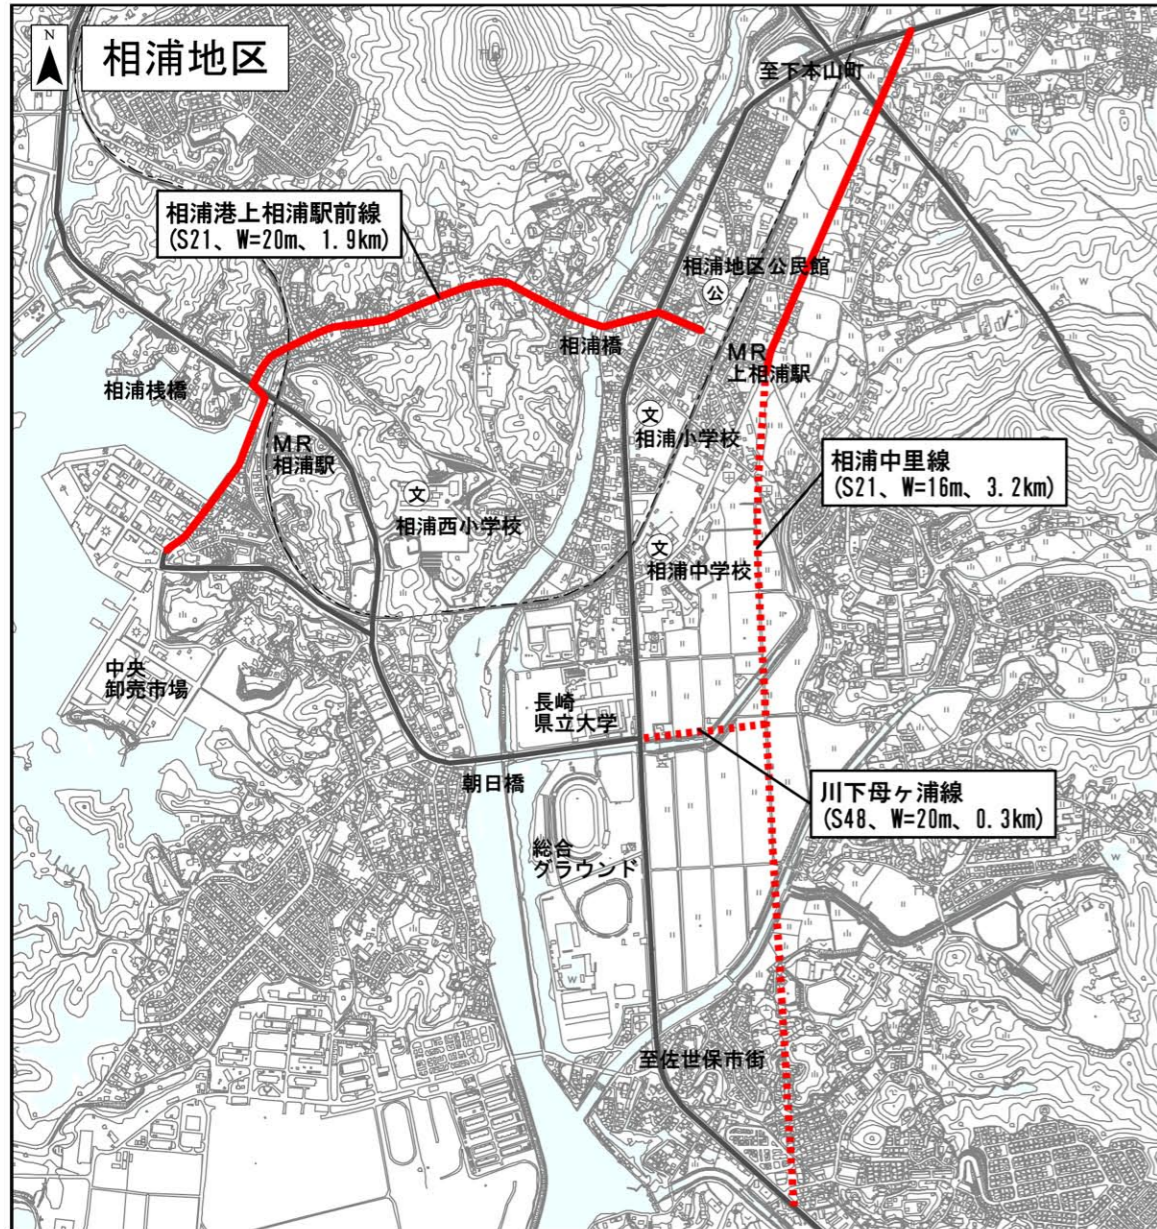 N
相浦地区
至下本山町
相浦港上相浦駅前線
(S21、W=20m、1.9km)
相浦地区公民館
公
相浦橋
MR
上相浦駅
相浦桟橋
文
相浦小学校
MR
相浦駅
相浦中里線
(S21、W=16m、3.2km)
文
相浦西小学校
文
相浦中学校
中央
卸売市場
長崎
県立大学
朝日橋
川下母ヶ浦線
(S48、W=20m、0.3km)
総合
グラウンド
至佐世保市街